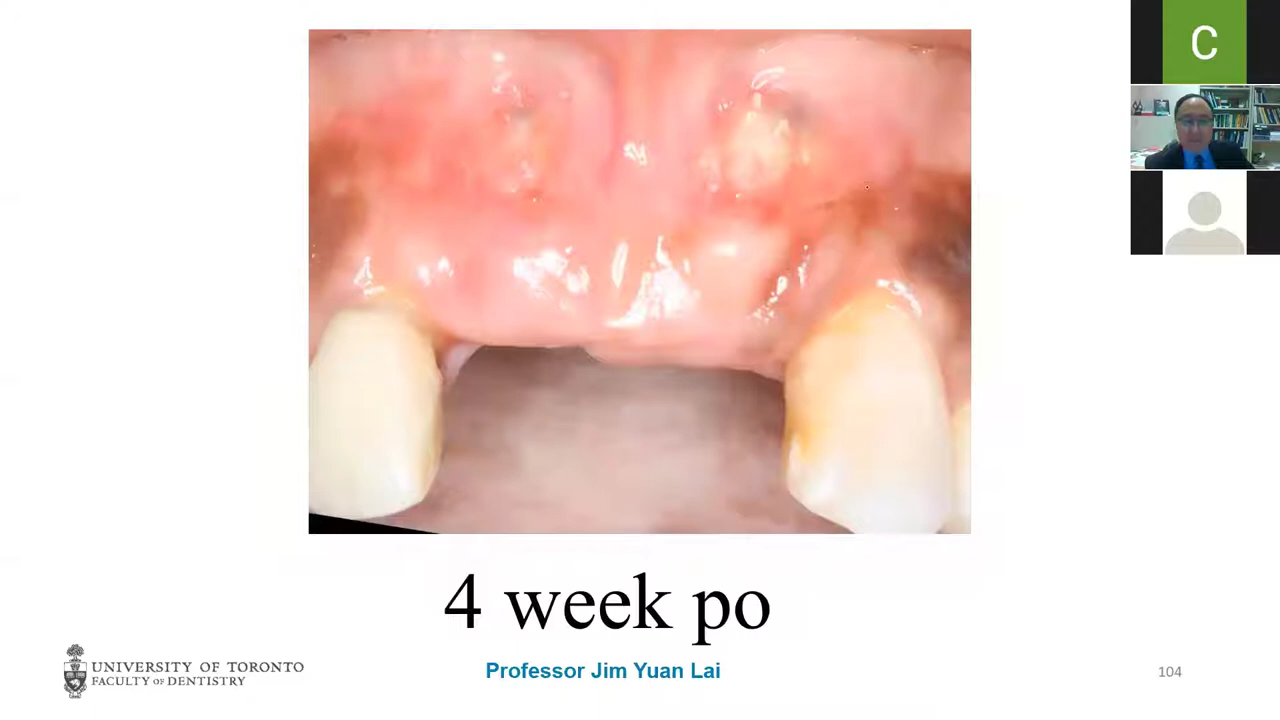 C
4 week po
UNIVERSITY OF TORONTO
FACULTY OF DENTISTRY
Professor Jim Yuan Lai
104